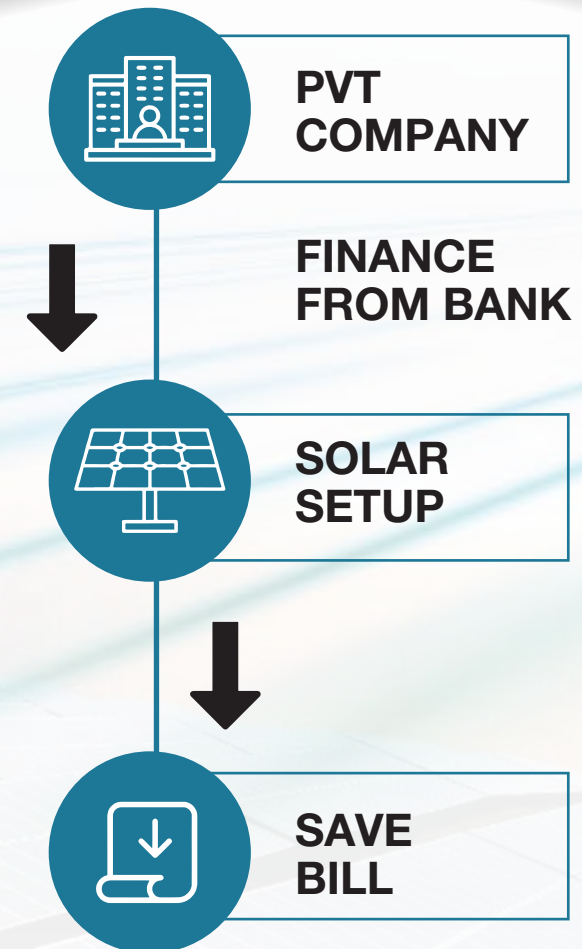 PVT
COMPANY
FINANCE
FROM BANK
SOLAR
SETUP
SAVE
BILL